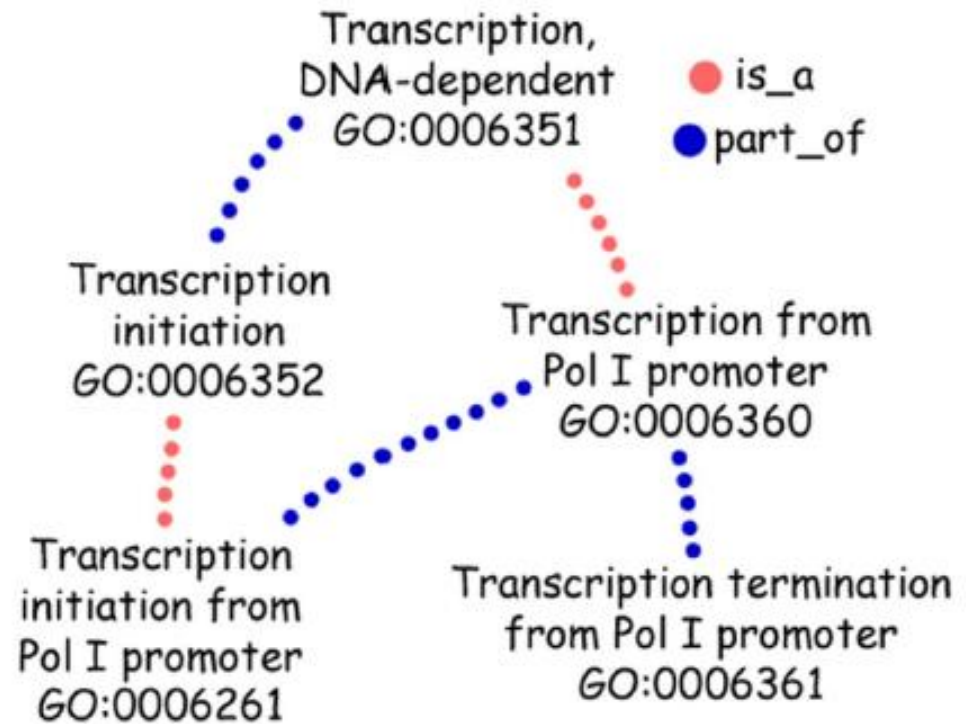 Transcription,
DNA-dependent
GO:0006351
is_a
part_of
Transcription
initiation
GO:0006352
Transcription from
Pol I promoter
GO:0006360
Transcription
initiation from
Pol I promoter
GO:0006261
Transcription termination
from Pol I promoter
GO:0006361